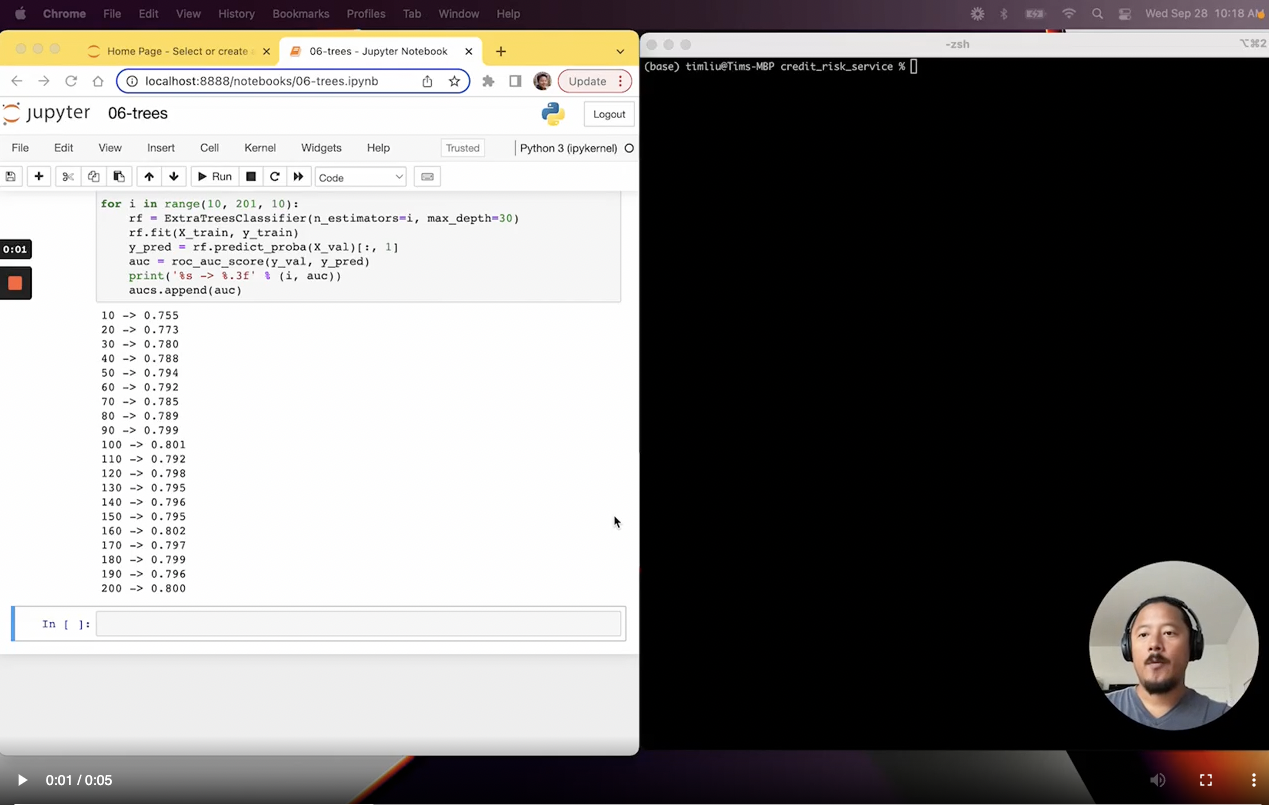 Chrome File Edit View History Bookmarks Profiles Tab Window Help Wed Sep 28 10:18 AM
Home Page - Select or create
06-trees - Jupyter Notebook
-zsh
⌥⌘2
localhost:8888/notebooks/06-trees.ipynb
Update
(base) timliu@Tims-MBP credit_risk_service %
jupyter 06-trees
Logout
File Edit View Insert Cell Kernel Widgets Help
Trusted
Python 3 (ipykernel)
Run
Code
for i in range(10, 201, 10):
    rf = ExtraTreesClassifier(n_estimators=i, max_depth=30)
    rf.fit(X_train, y_train)
    y_pred = rf.predict_proba(X_val)[:, 1]
    auc = roc_auc_score(y_val, y_pred)
    print('%s -> %.3f' % (i, auc))
    aucs.append(auc)
0:01
10 -> 0.755
20 -> 0.773
30 -> 0.780
40 -> 0.788
50 -> 0.794
60 -> 0.792
70 -> 0.785
80 -> 0.789
90 -> 0.799
100 -> 0.801
110 -> 0.792
120 -> 0.798
130 -> 0.795
140 -> 0.796
150 -> 0.795
160 -> 0.802
170 -> 0.797
180 -> 0.799
190 -> 0.796
200 -> 0.800
In [ ]:
0:01 / 0:05